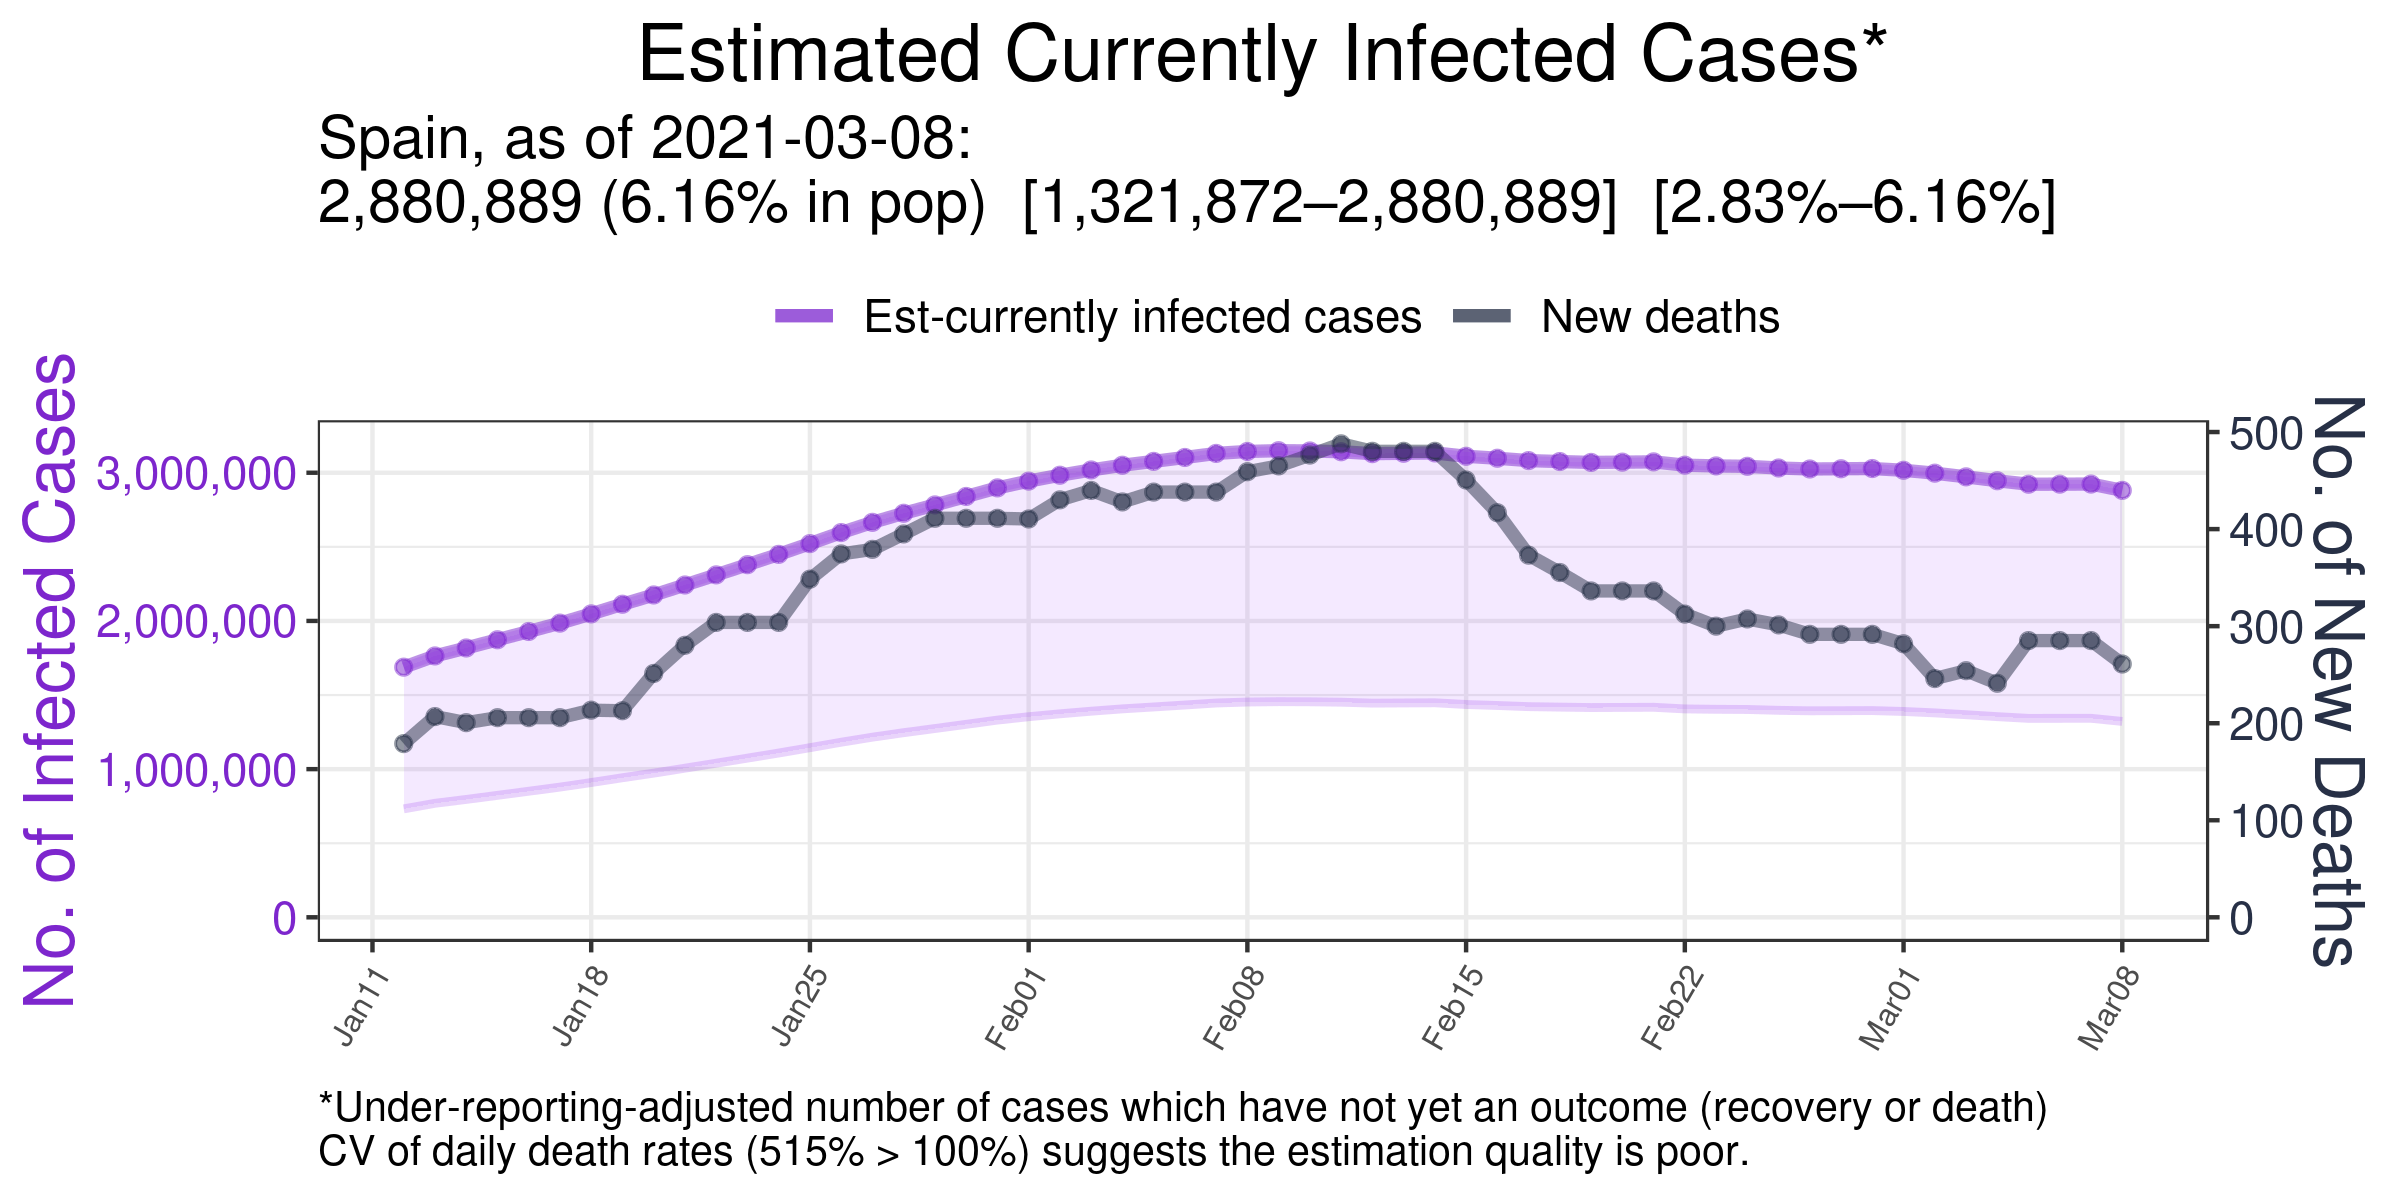 Estimated Currently Infected Cases*
Spain, as of 2021-03-08:
2,880,889 (6.16% in pop)  [1,321,872–2,880,889]  [2.83%–6.16%]
Est-currently infected cases
New deaths
No. of Infected Cases
3,000,000
2,000,000
1,000,000
0
500
400
300
200
100
0
No. of New Deaths
Jan11
Jan18
Jan25
Feb01
Feb08
Feb15
Feb22
Mar01
Mar08
*Under-reporting-adjusted number of cases which have not yet an outcome (recovery or death)
CV of daily death rates (515% > 100%) suggests the estimation quality is poor.